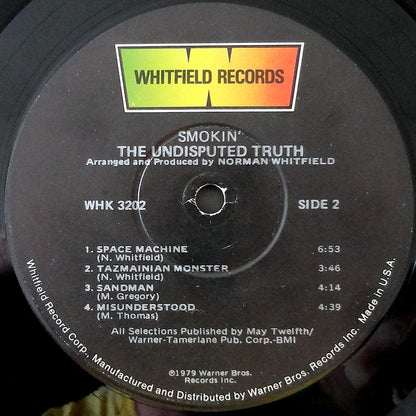 WHITFIELD RECORDS
SMOKIN'
THE UNDISPUTED TRUTH
Arranged and Produced by NORMAN WHITFIELD
WHK 3202 SIDE 2
1. SPACE MACHINE 6:53
(N. Whitfield)
2. TAZMAINIAN MONSTER 3:46
(N. Whitfield)
3. SANDMAN 4:14
(M. Gregory)
4. MISUNDERSTOOD 4:39
(M. Thomas)
All Selections Published by May Twelfth/
Warner-Tamerlane Pub. Corp.-BMI
©1979 Warner Bros.
Records Inc.
Whitfield Record Corp., Manufactured and Distributed by Warner Bros. Records Inc. Made in U.S.A.